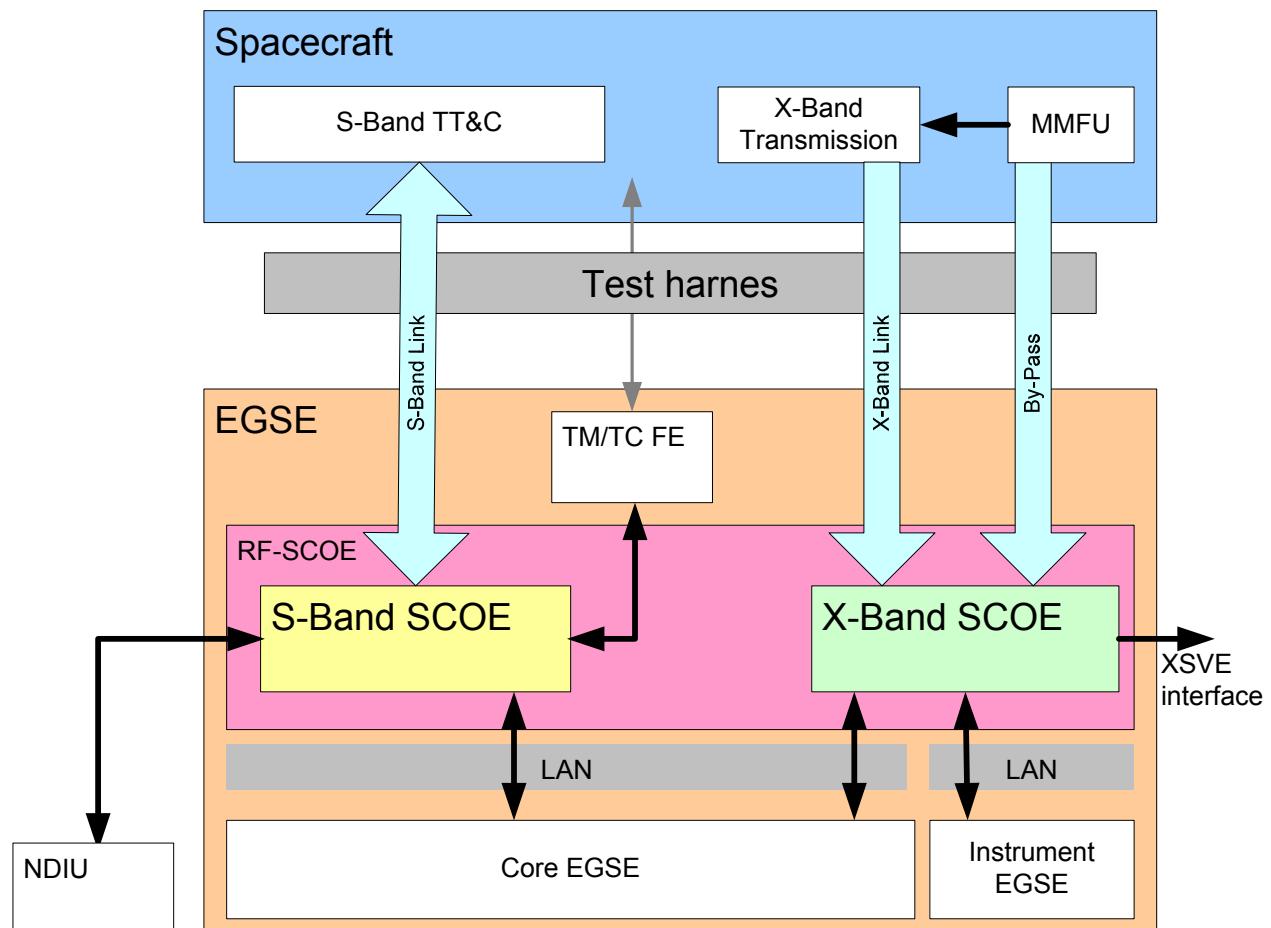 Spacecraft
S-Band TT&C
X-Band
Transmission
MMFU
Test harnes
S-Band Link
X-Band Link
By-Pass
EGSE
TM/TC FE
RF-SCOE
S-Band SCOE
X-Band SCOE
XSVE
interface
LAN
LAN
NDIU
Core EGSE
Instrument
EGSE